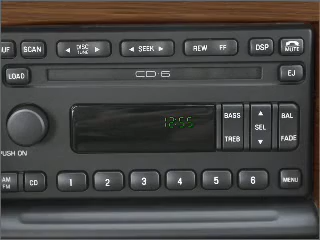 SCAN
DISC
TUNE
SEEK
REW FF
DSP
MUTE
LOAD
CD·6
EJ
BASS
BAL
SEL
TREB
FADE
PUSH ON
AM
FM
CD
1 2 3 4 5 6
MENU